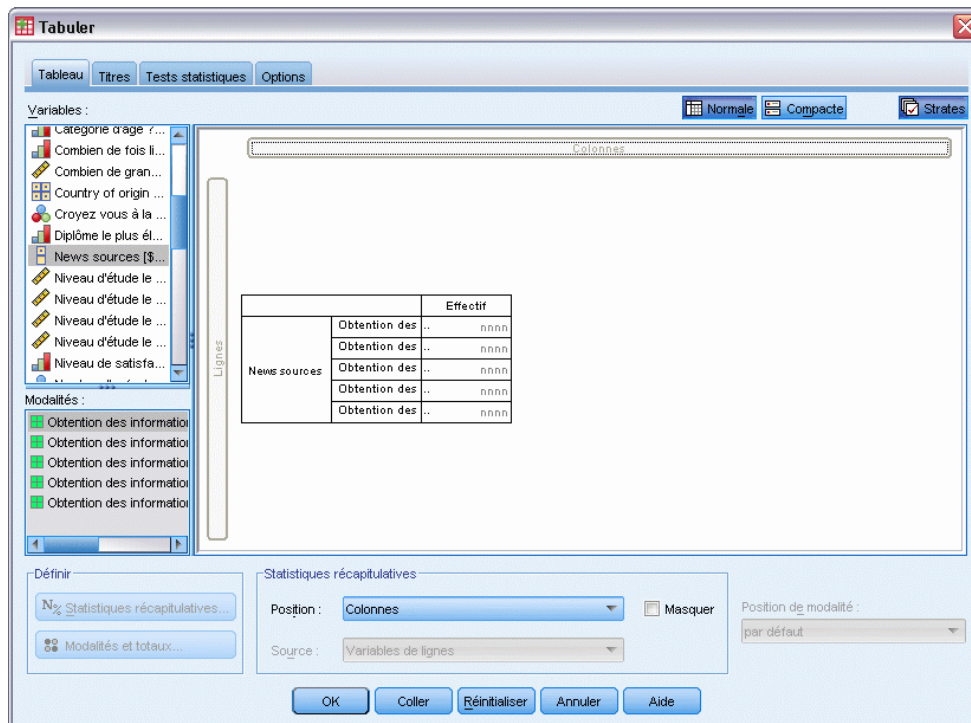 Tabuler
Tableau Titres Tests statistiques Options
Variables :
Normale Compacte Strates
Catégorie d'âge ?...
Combien de fois li...
Combien de gran...
Country of origin ...
Croyez vous à la ...
Diplôme le plus él...
News sources [$...
Niveau d'étude le ...
Niveau d'étude le ...
Niveau d'étude le ...
Niveau d'étude le ...
Niveau de satisfa...
Modalités :
Obtention des information
Obtention des information
Obtention des information
Obtention des information
Obtention des information
Colonnes
Lignes
Effectif
News sources
Obtention des .. nnnn
Obtention des .. nnnn
Obtention des .. nnnn
Obtention des .. nnnn
Obtention des .. nnnn
Définir
N% Statistiques récapitulatives...
Modalités et totaux...
Statistiques récapitulatives
Position : Colonnes Masquer
Source : Variables de lignes
Position de modalité :
par défaut
OK Coller Réinitialiser Annuler Aide